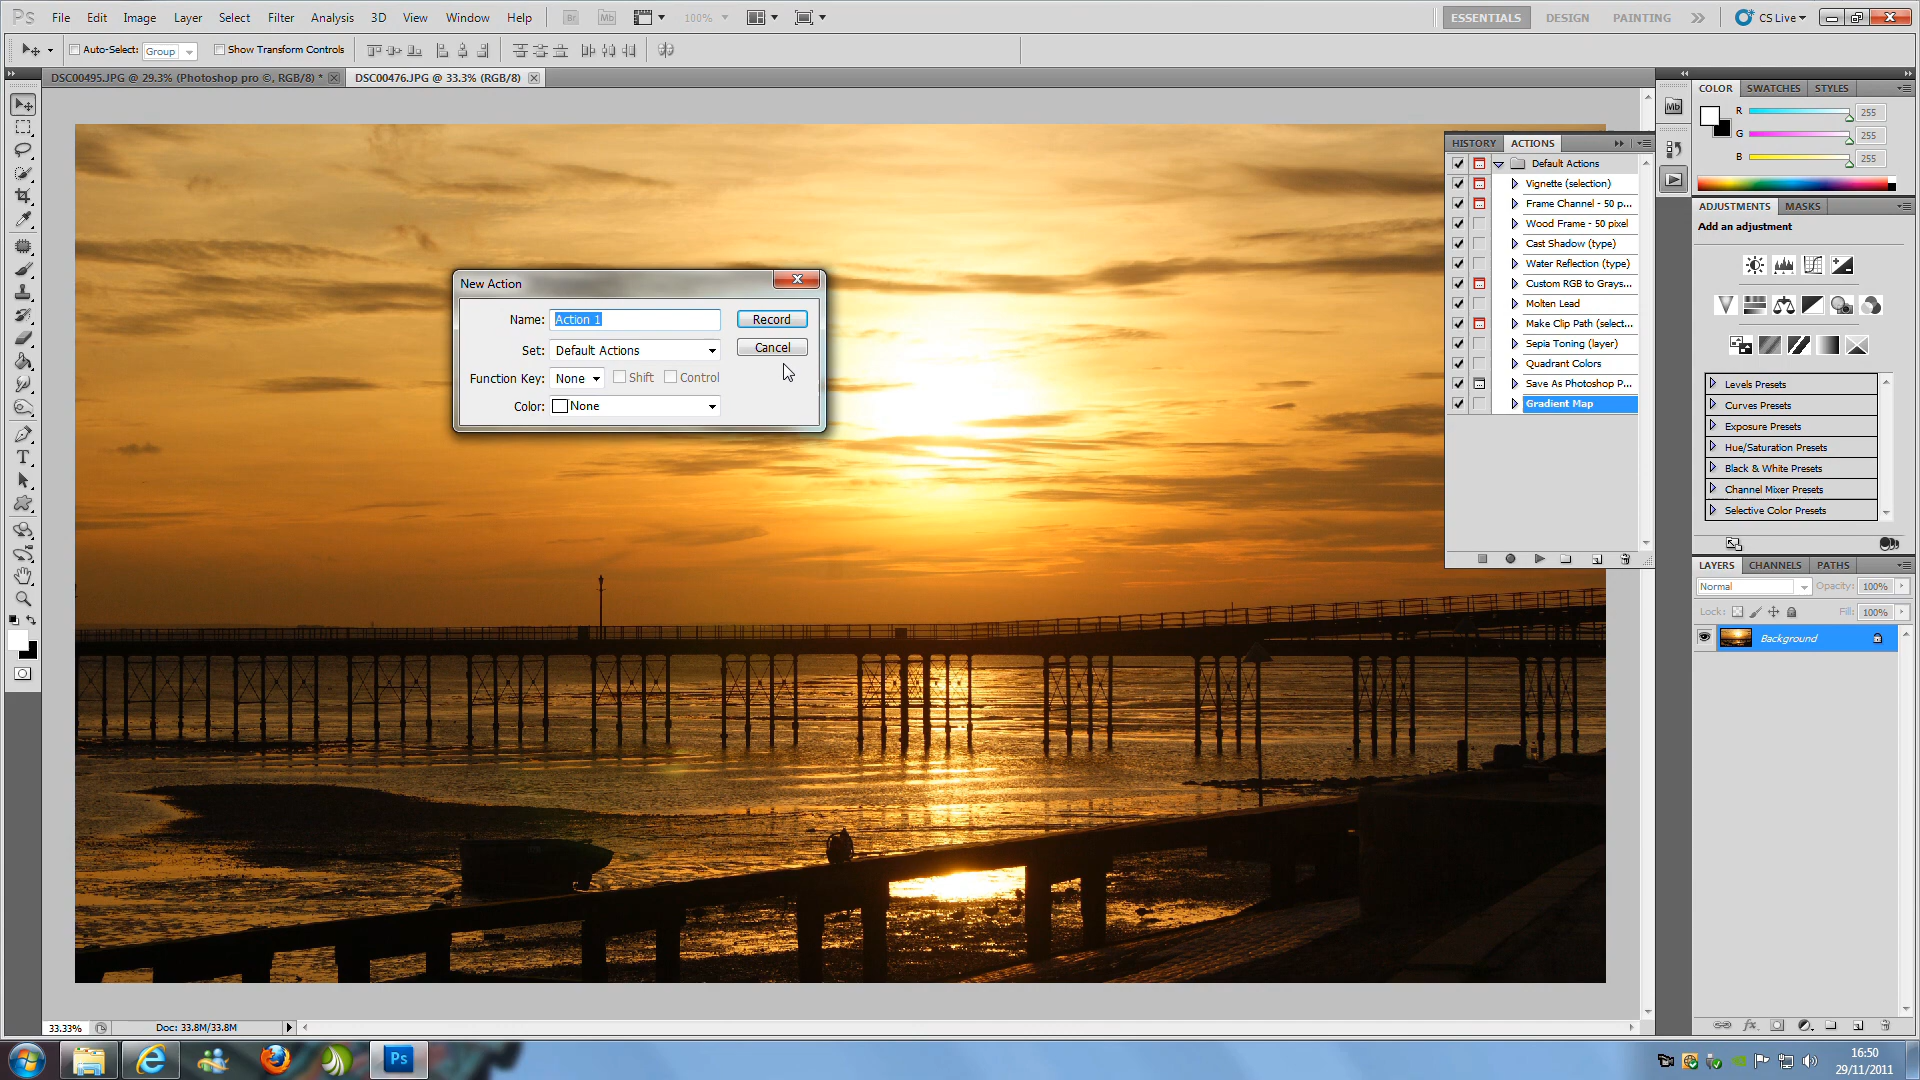 Ps File Edit Image Layer Select Filter Analysis 3D View Window Help Br Mb 100% ESSENTIALS DESIGN PAINTING CS Live
Auto-Select: Group Show Transform Controls
DSC00495.JPG @ 29.3% (Photoshop pro ©, RGB/8) * DSC00476.JPG @ 33.3% (RGB/8)
COLOR SWATCHES STYLES
Mb
R 255
G 255
B 255
HISTORY ACTIONS
Default Actions
Vignette (selection)
Frame Channel - 50 p...
Wood Frame - 50 pixel
Cast Shadow (type)
Water Reflection (type)
Custom RGB to Grays...
Molten Lead
Make Clip Path (select...
Sepia Toning (layer)
Quadrant Colors
Save As Photoshop P...
Gradient Map
New Action
Name: Action 1 Record
Set: Default Actions Cancel
Function Key: None Shift Control
Color: None
ADJUSTMENTS MASKS
Add an adjustment
Levels Presets
Curves Presets
Exposure Presets
Hue/Saturation Presets
Black & White Presets
Channel Mixer Presets
Selective Color Presets
LAYERS CHANNELS PATHS
Normal Opacity: 100%
Lock: Fill: 100%
Background
33.33% Doc: 33.8M/33.8M
Ps
16:50
29/11/2011